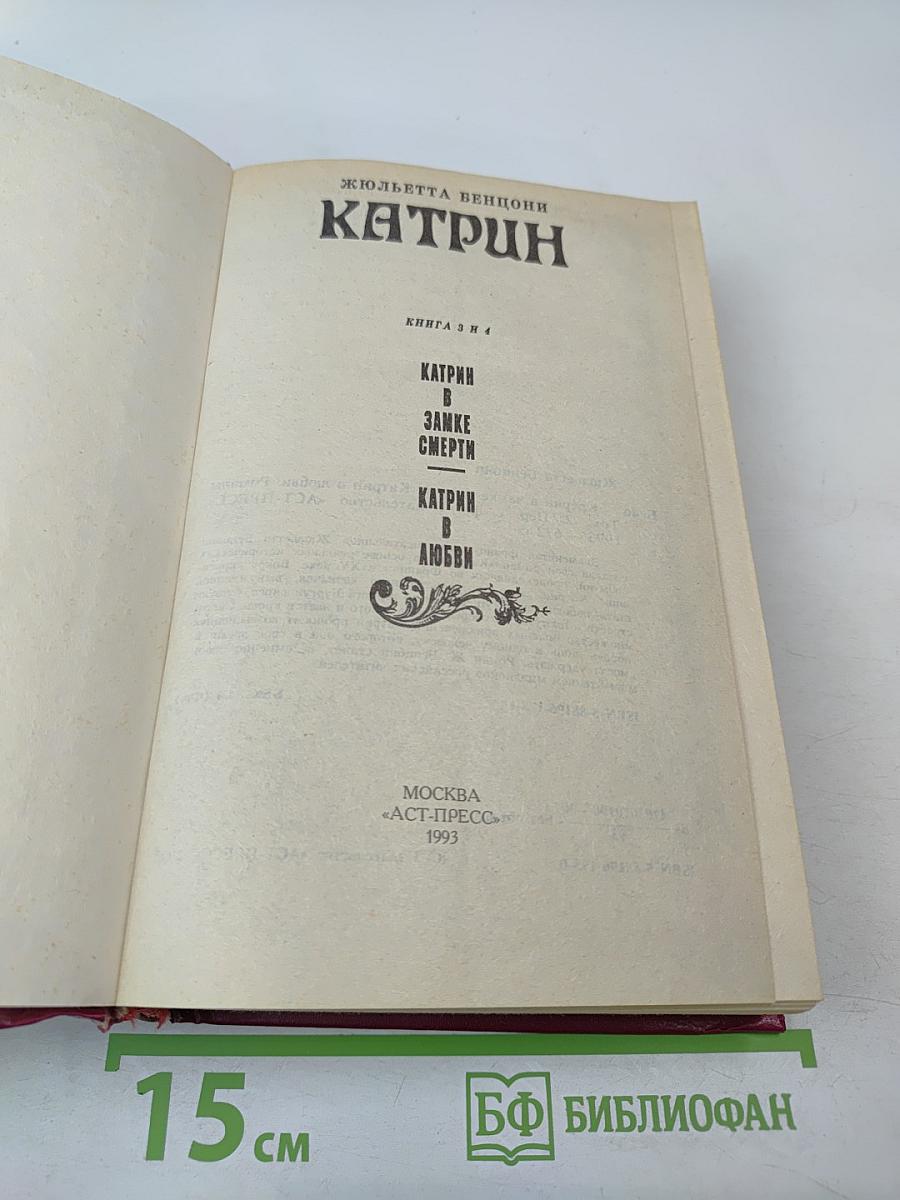 ЖЮЛЬЕТТА БЕНЦОНИ
КАТРИН
КНИГА 3 И 4
КАТРИН
В
ЗАМКЕ
СМЕРТИ
КАТРИН
В
ЛЮБВИ
МОСКВА
«АСТ-ПРЕСС»
1993
15 см
БФ БИБЛИОФАН